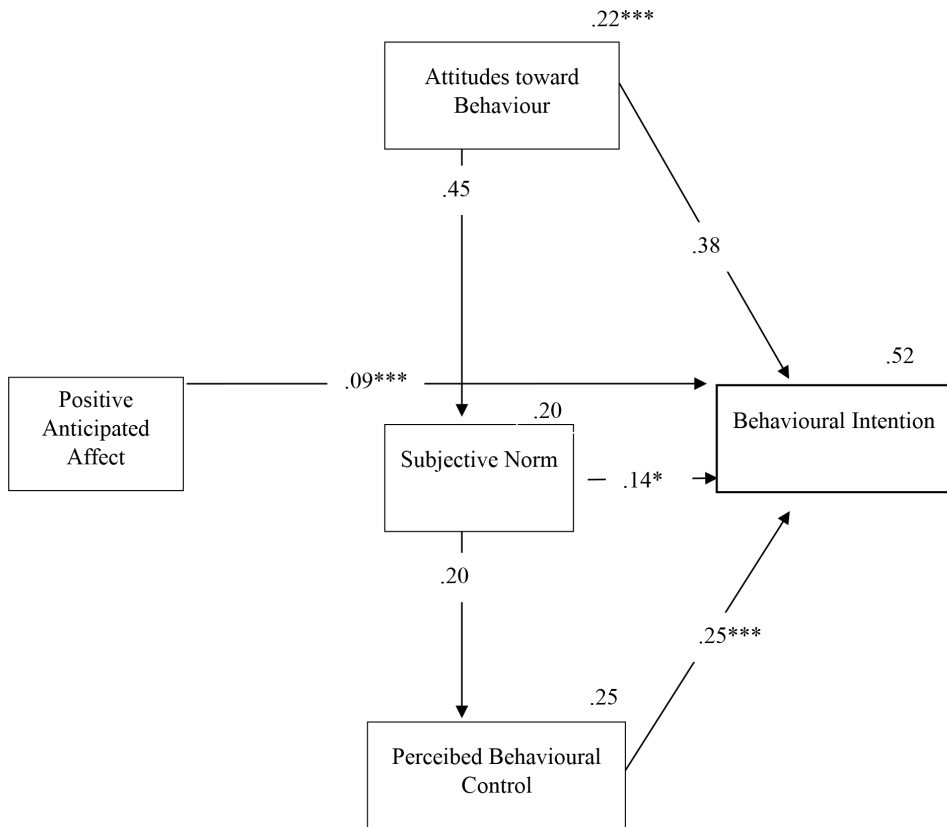 .22***
Attitudes toward
Behaviour
.45
.38
.52
.09***
Positive
Anticipated
Affect
.20
Behavioural Intention
Subjective Norm
.14*
.20
.25***
.25
Perceibed Behavioural
Control